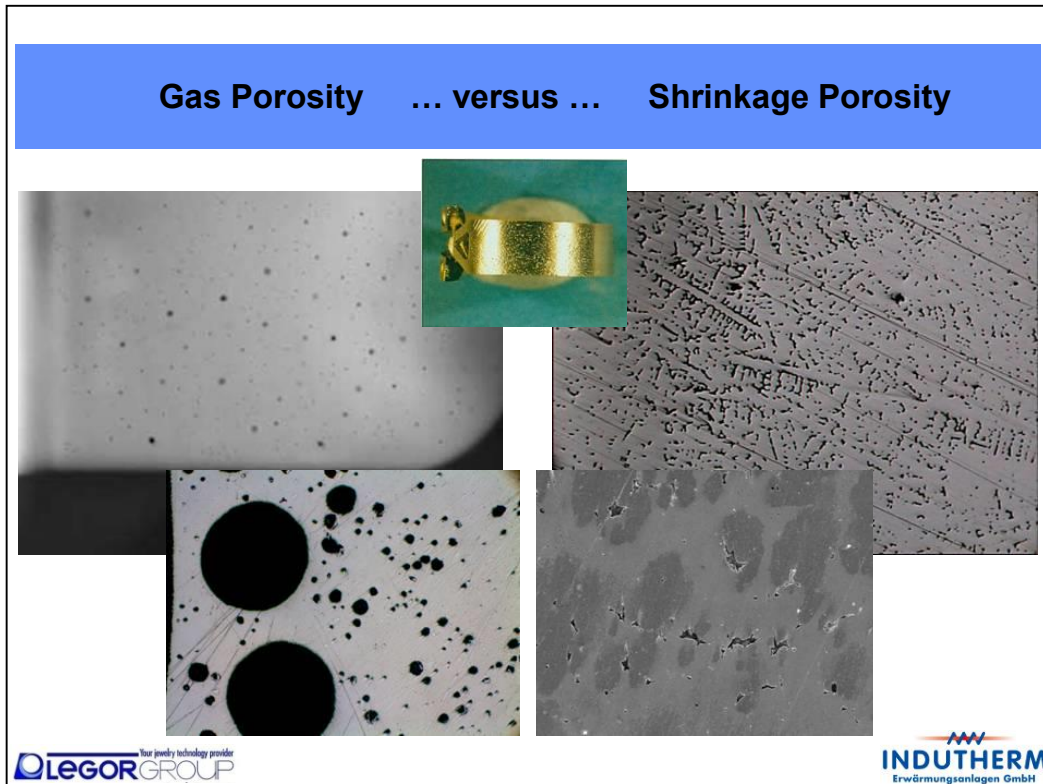 Gas Porosity … versus … Shrinkage Porosity
Your jewelry technology provider
LEGORGROUP
INDUTHERM
Erwärmungsanlagen GmbH